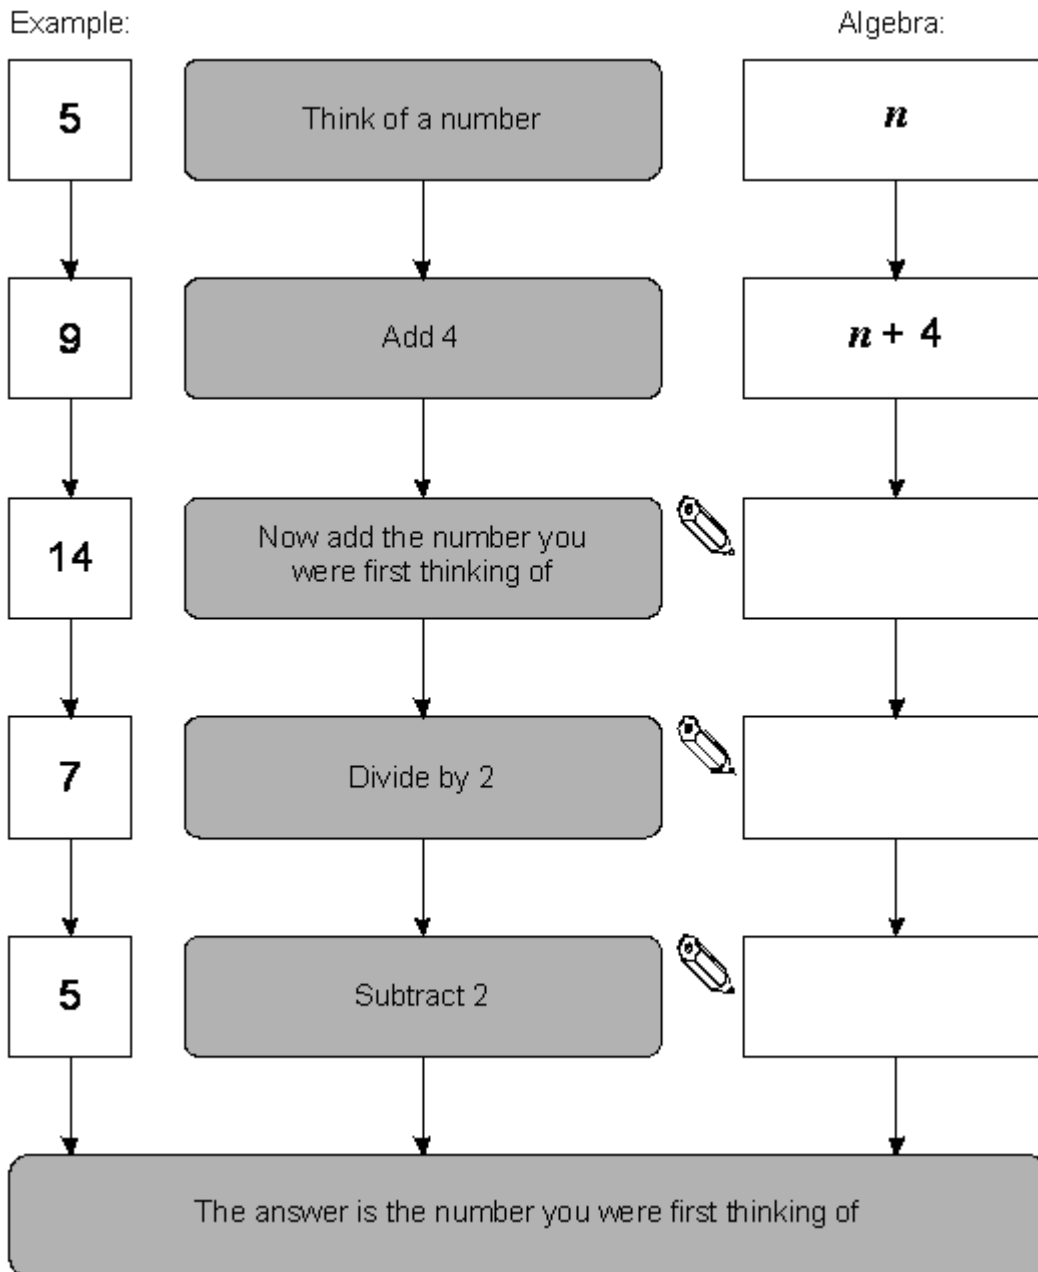 Example:
Algebra:
5
Think of a number
n
9
Add 4
n + 4
14
Now add the number you
were first thinking of
7
Divide by 2
5
Subtract 2
The answer is the number you were first thinking of